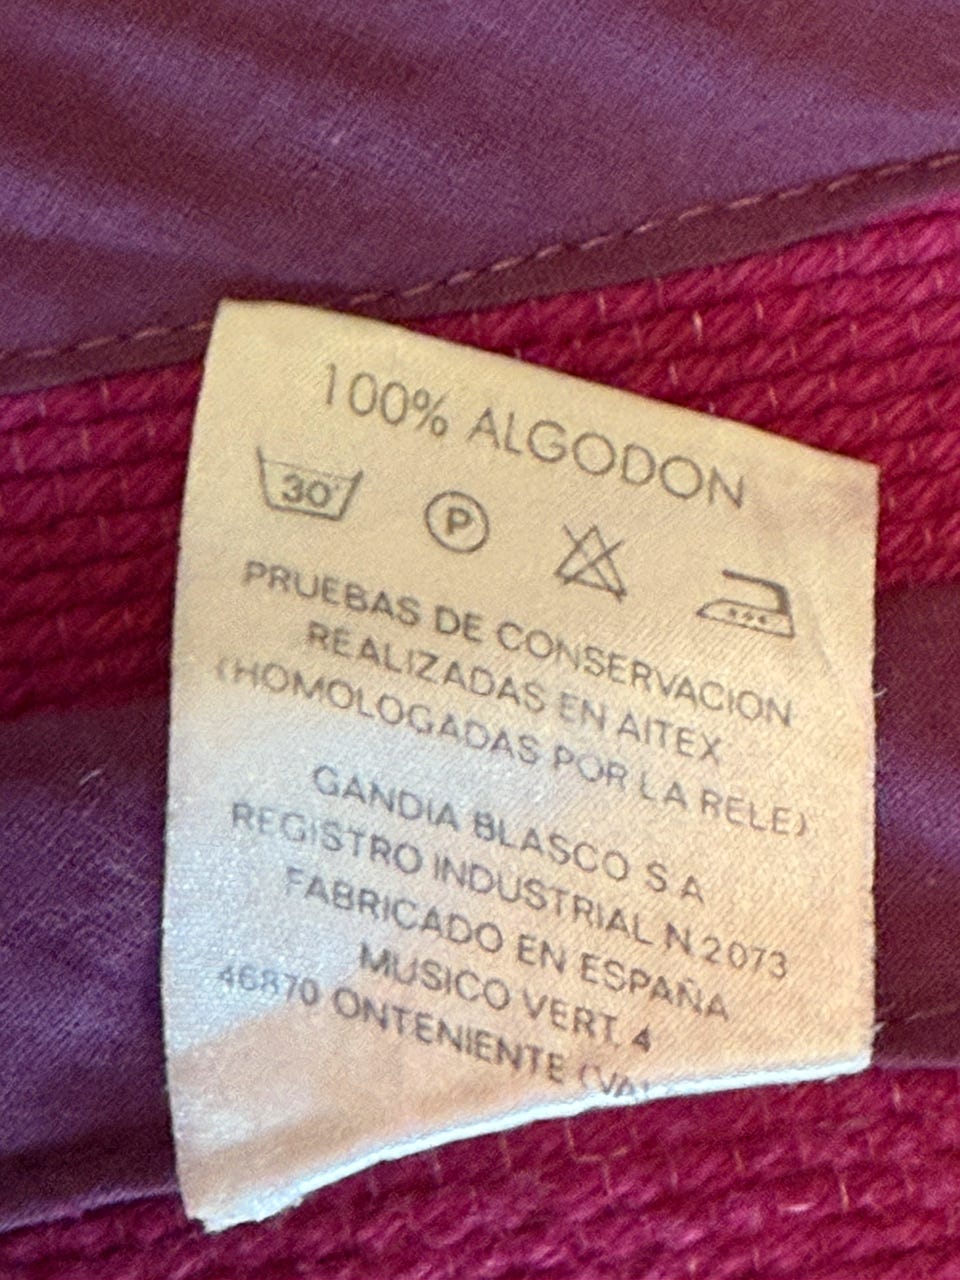 100% ALGODON
30° P
PRUEBAS DE CONSERVACION
REALIZADAS EN AITEX
(HOMOLOGADAS POR LA RELE)
GANDIA BLASCO S.A
REGISTRO INDUSTRIAL N 2073
FABRICADO EN ESPAÑA
MUSICO VERT. 4
46870 ONTENIENTE (VA)